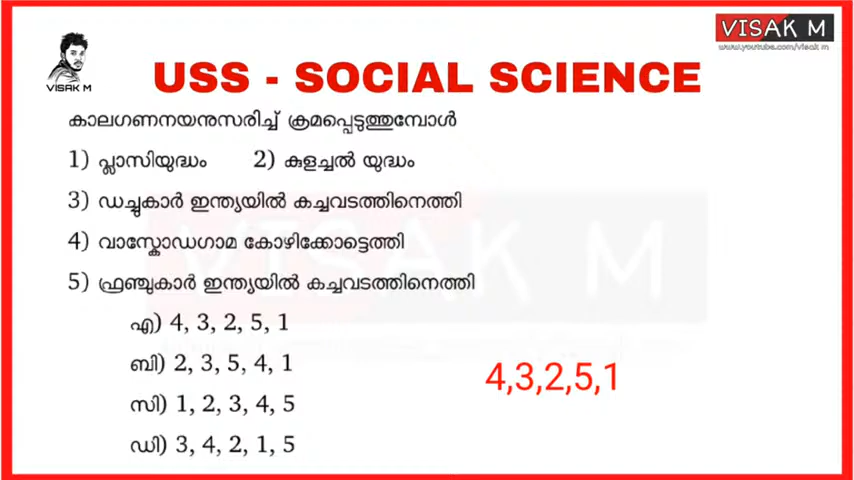 VISAK M
www.youtube.com/visak m
VISAK M
USS - SOCIAL SCIENCE
കാലഗണനയനുസരിച്ച് ക്രമപ്പെടുത്തുമ്പോൾ
1) പ്ലാസിയുദ്ധം 2) കുളച്ചൽ യുദ്ധം
3) ഡച്ചുകാർ ഇന്ത്യയിൽ കച്ചവടത്തിനെത്തി
4) വാസ്കോഡഗാമ കോഴിക്കോട്ടെത്തി
5) ഫ്രഞ്ചുകാർ ഇന്ത്യയിൽ കച്ചവടത്തിനെത്തി
എ) 4, 3, 2, 5, 1
ബി) 2, 3, 5, 4, 1
സി) 1, 2, 3, 4, 5
ഡി) 3, 4, 2, 1, 5
4,3,2,5,1
VISAK M